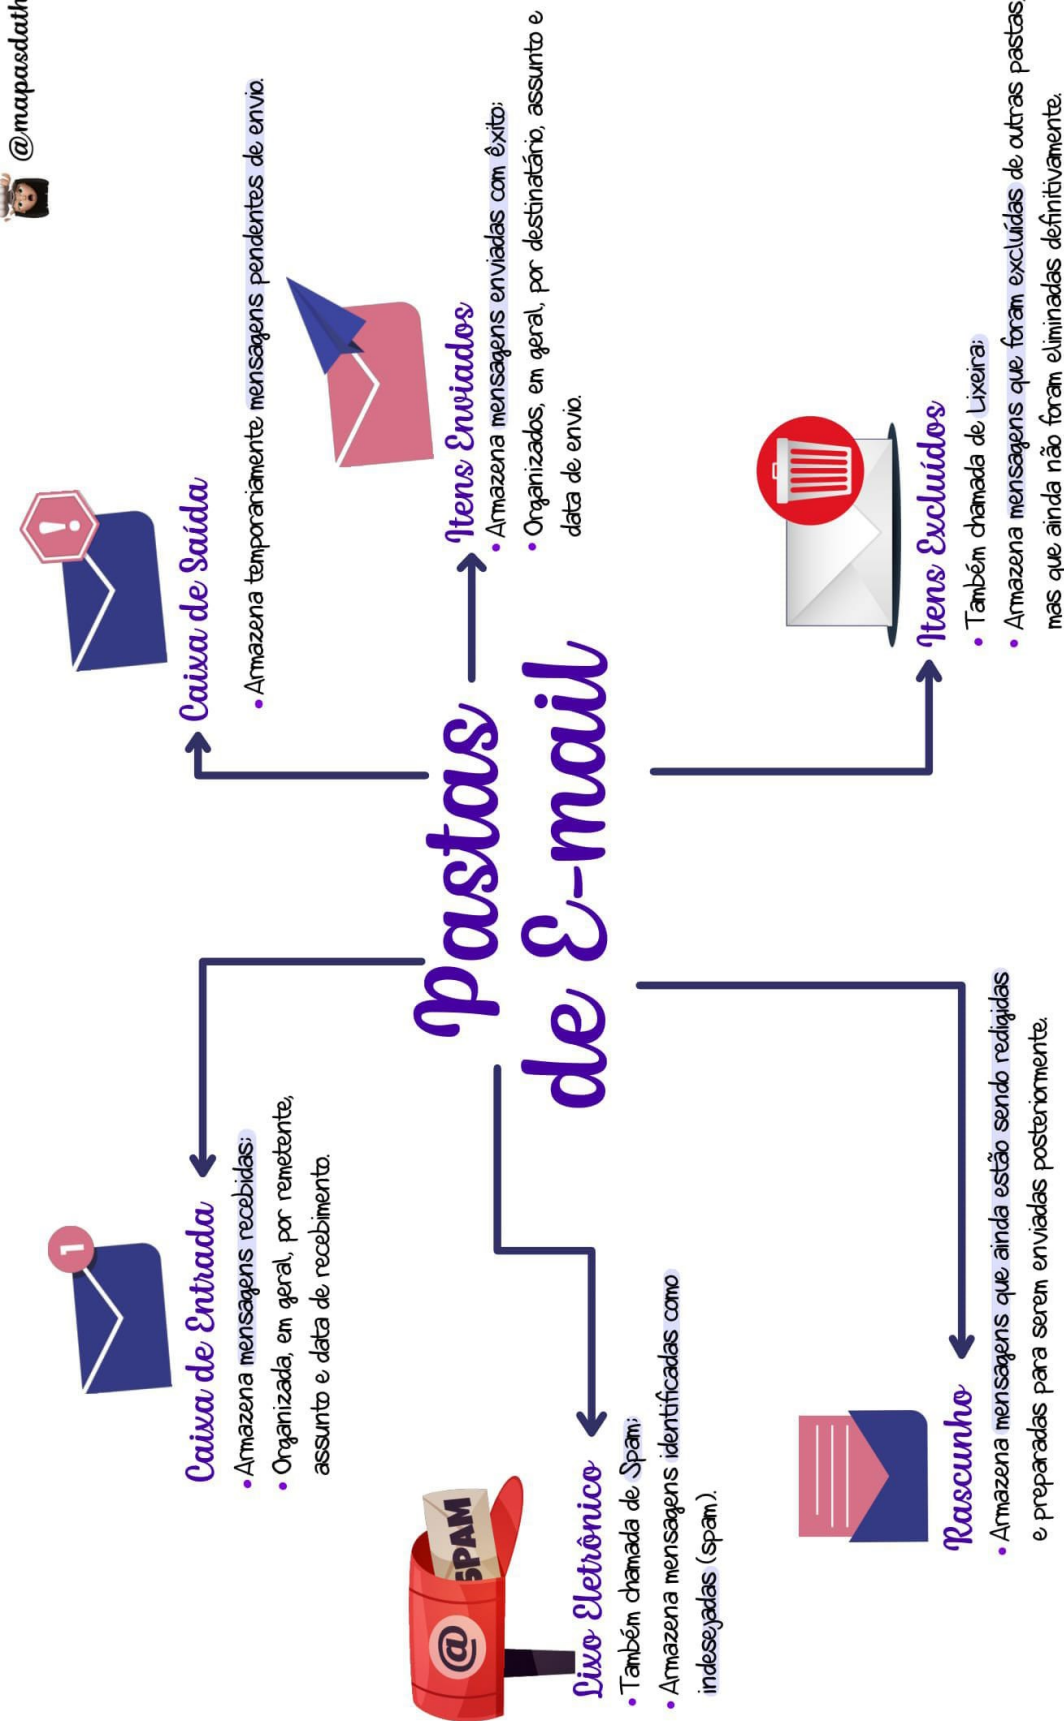 @mapasdath
Caixa de Entrada
• Armazena mensagens recebidas;
• Organizada, em geral, por remetente,
assunto e data de recebimento.
1
Caixa de Saída
• Armazena temporariamente mensagens pendentes de envio.
!
Pastas
de E-mail
Itens Enviados
• Armazena mensagens enviadas com êxito;
• Organizados, em geral, por destinatário, assunto e
data de envio.
@
SPAM
Lixo Eletrônico
• Também chamada de Spam;
• Armazena mensagens identificadas como
indesejadas (spam).
Rascunho
• Armazena mensagens que ainda estão sendo redigidas
e preparadas para serem enviadas posteriormente.
Itens Excluídos
• Também chamada de Lixeira;
• Armazena mensagens que foram excluídas de outras pastas,
mas que ainda não foram eliminadas definitivamente.